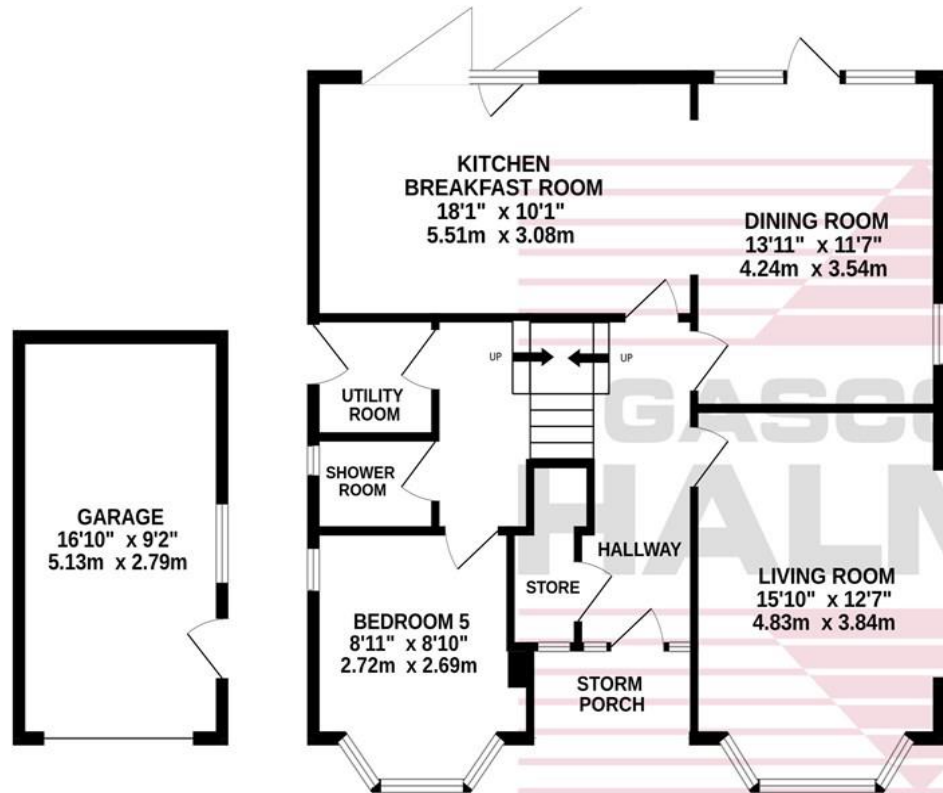 KITCHEN
BREAKFAST ROOM
18'1" x 10'1"
5.51m x 3.08m
DINING ROOM
13'11" x 11'7"
4.24m x 3.54m
UP
UP
UTILITY
ROOM
SHOWER
ROOM
GARAGE
16'10" x 9'2"
5.13m x 2.79m
HALLWAY
STORE
LIVING ROOM
15'10" x 12'7"
4.83m x 3.84m
BEDROOM 5
8'11" x 8'10"
2.72m x 2.69m
STORM
PORCH